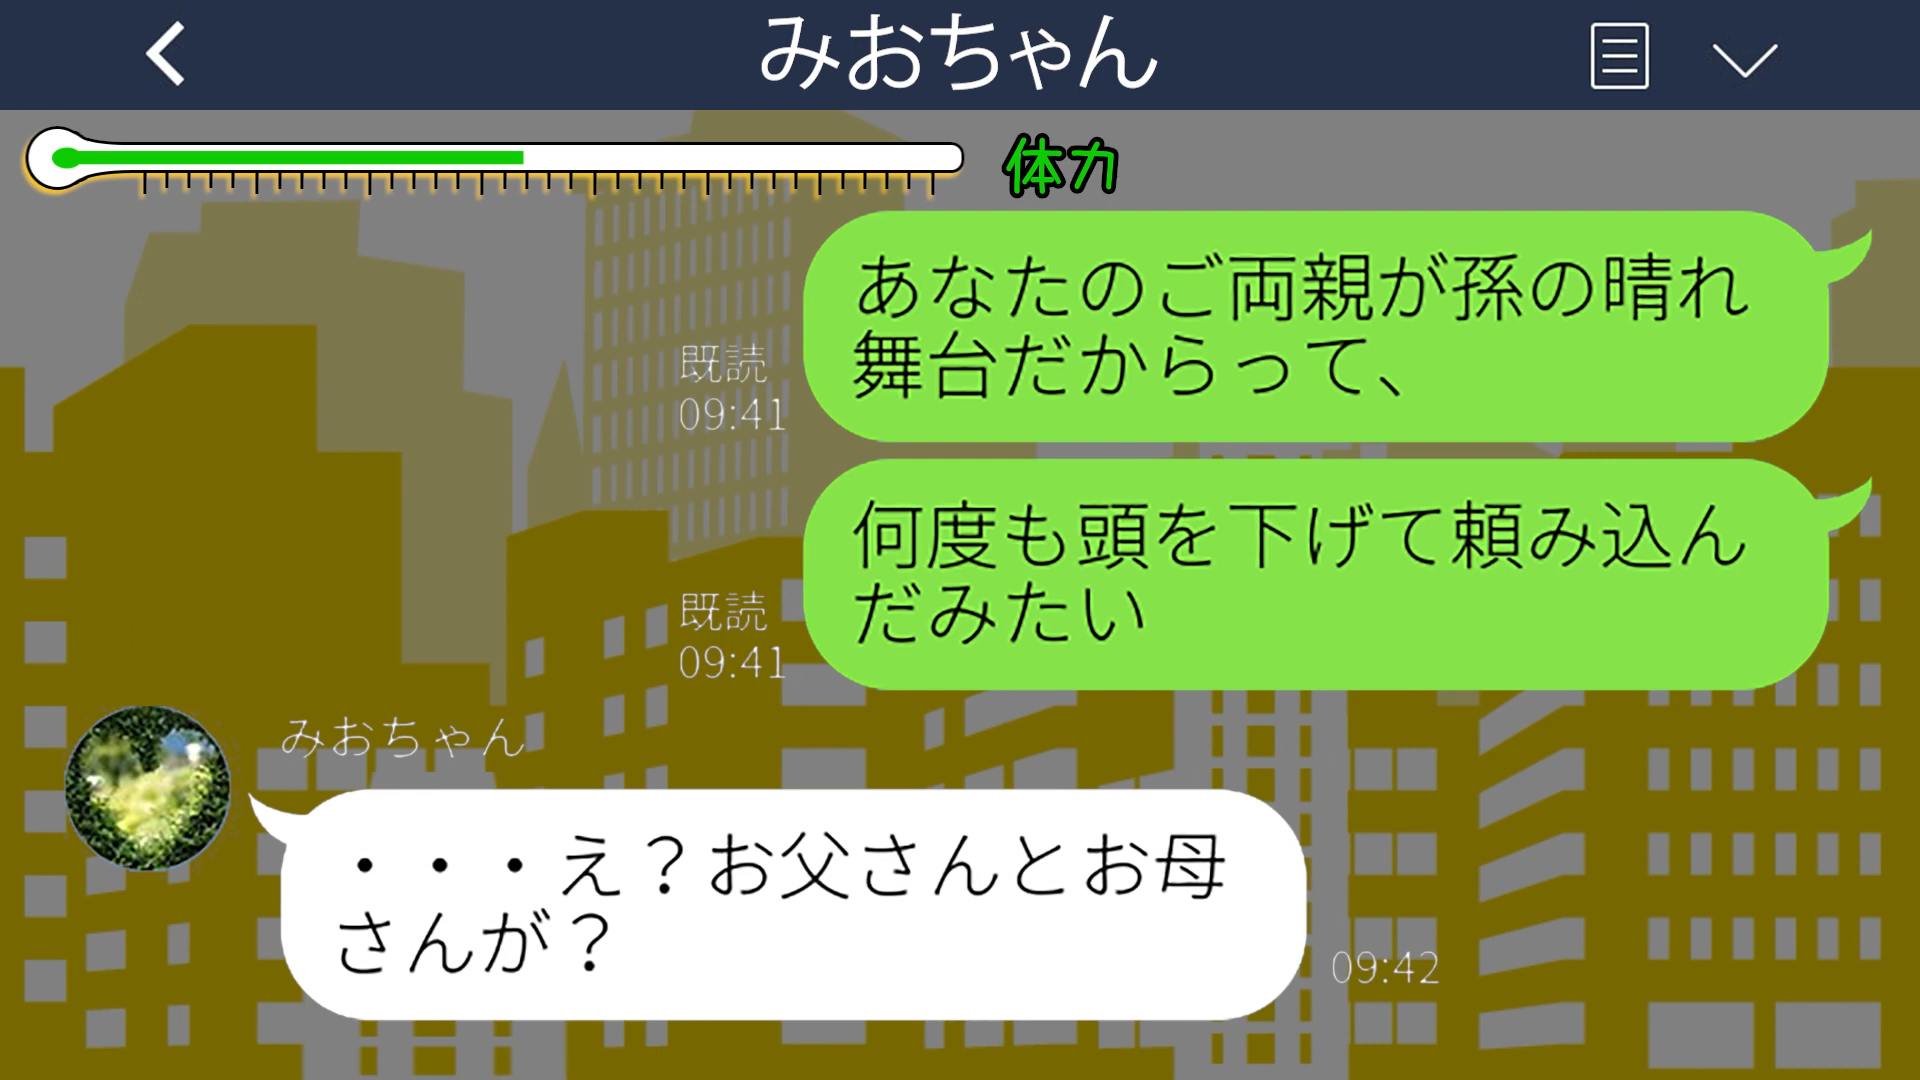 みおちゃん
体力
あなたのご両親が孫の晴れ
舞台だからって、
既読
09:41
何度も頭を下げて頼み込ん
だみたい
既読
09:41
みおちゃん
・・・え？お父さんとお母
さんが？
09:42